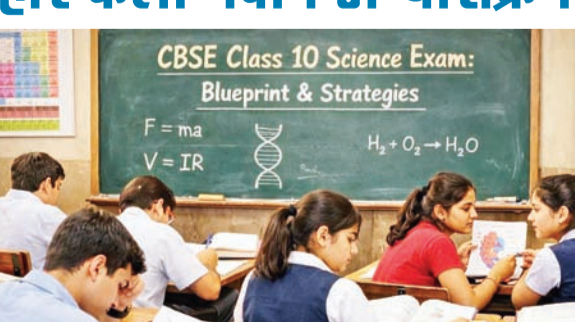 CBSE Class 10 Science Exam:
Blueprint & Strategies
F = ma
V = IR
H₂ + O₂ → H₂O